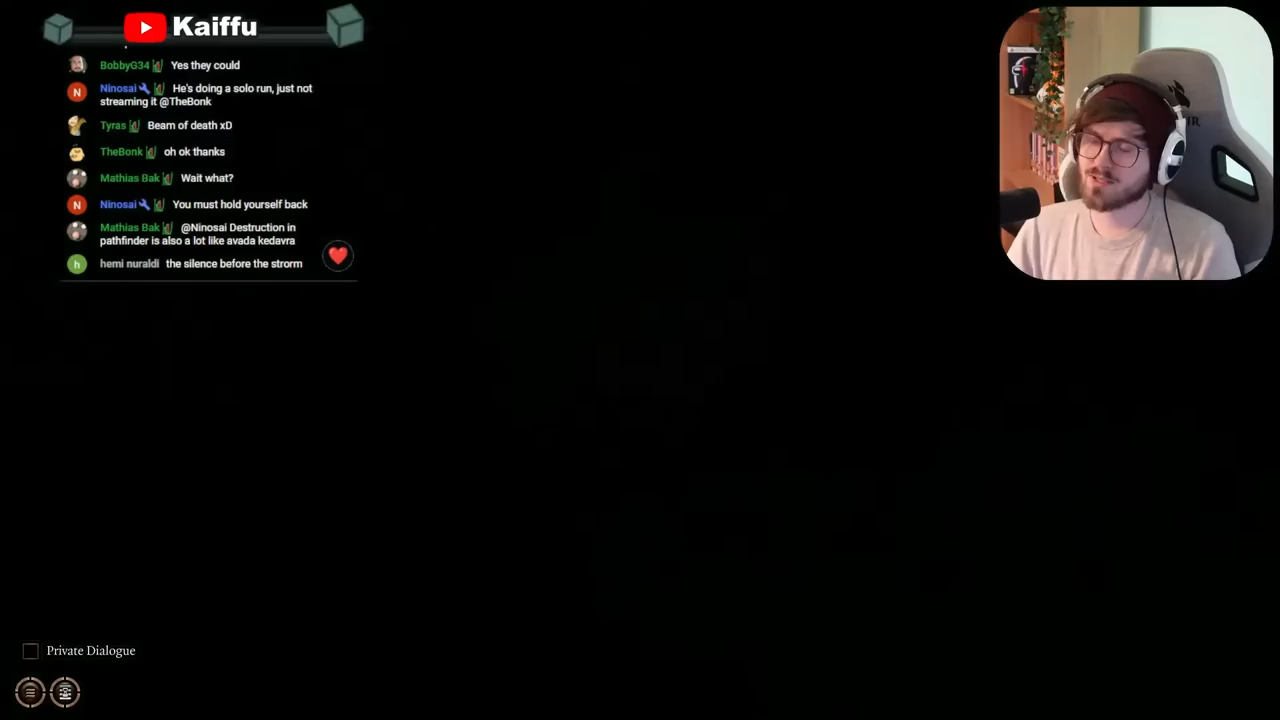 Kaiffu
BobbyG34 Yes they could
Ninosai He's doing a solo run, just not
streaming it @TheBonk
Tyras Beam of death xD
TheBonk oh ok thanks
Mathias Bak Wait what?
Ninosai You must hold yourself back
Mathias Bak @Ninosai Destruction in
pathfinder is also a lot like avada kedavra
hemi nuraldi the silence before the strorm
N
N
h
Private Dialogue